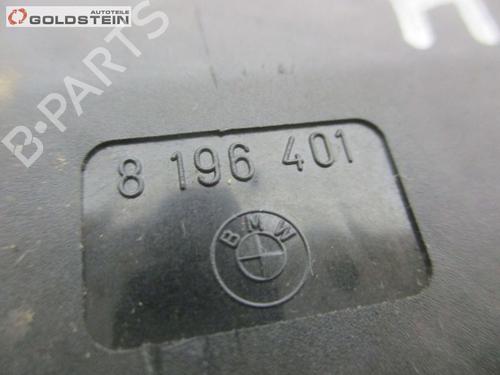 AUTOTEILE
GOLDSTEIN
B-PARTS
8 196 401
BMW